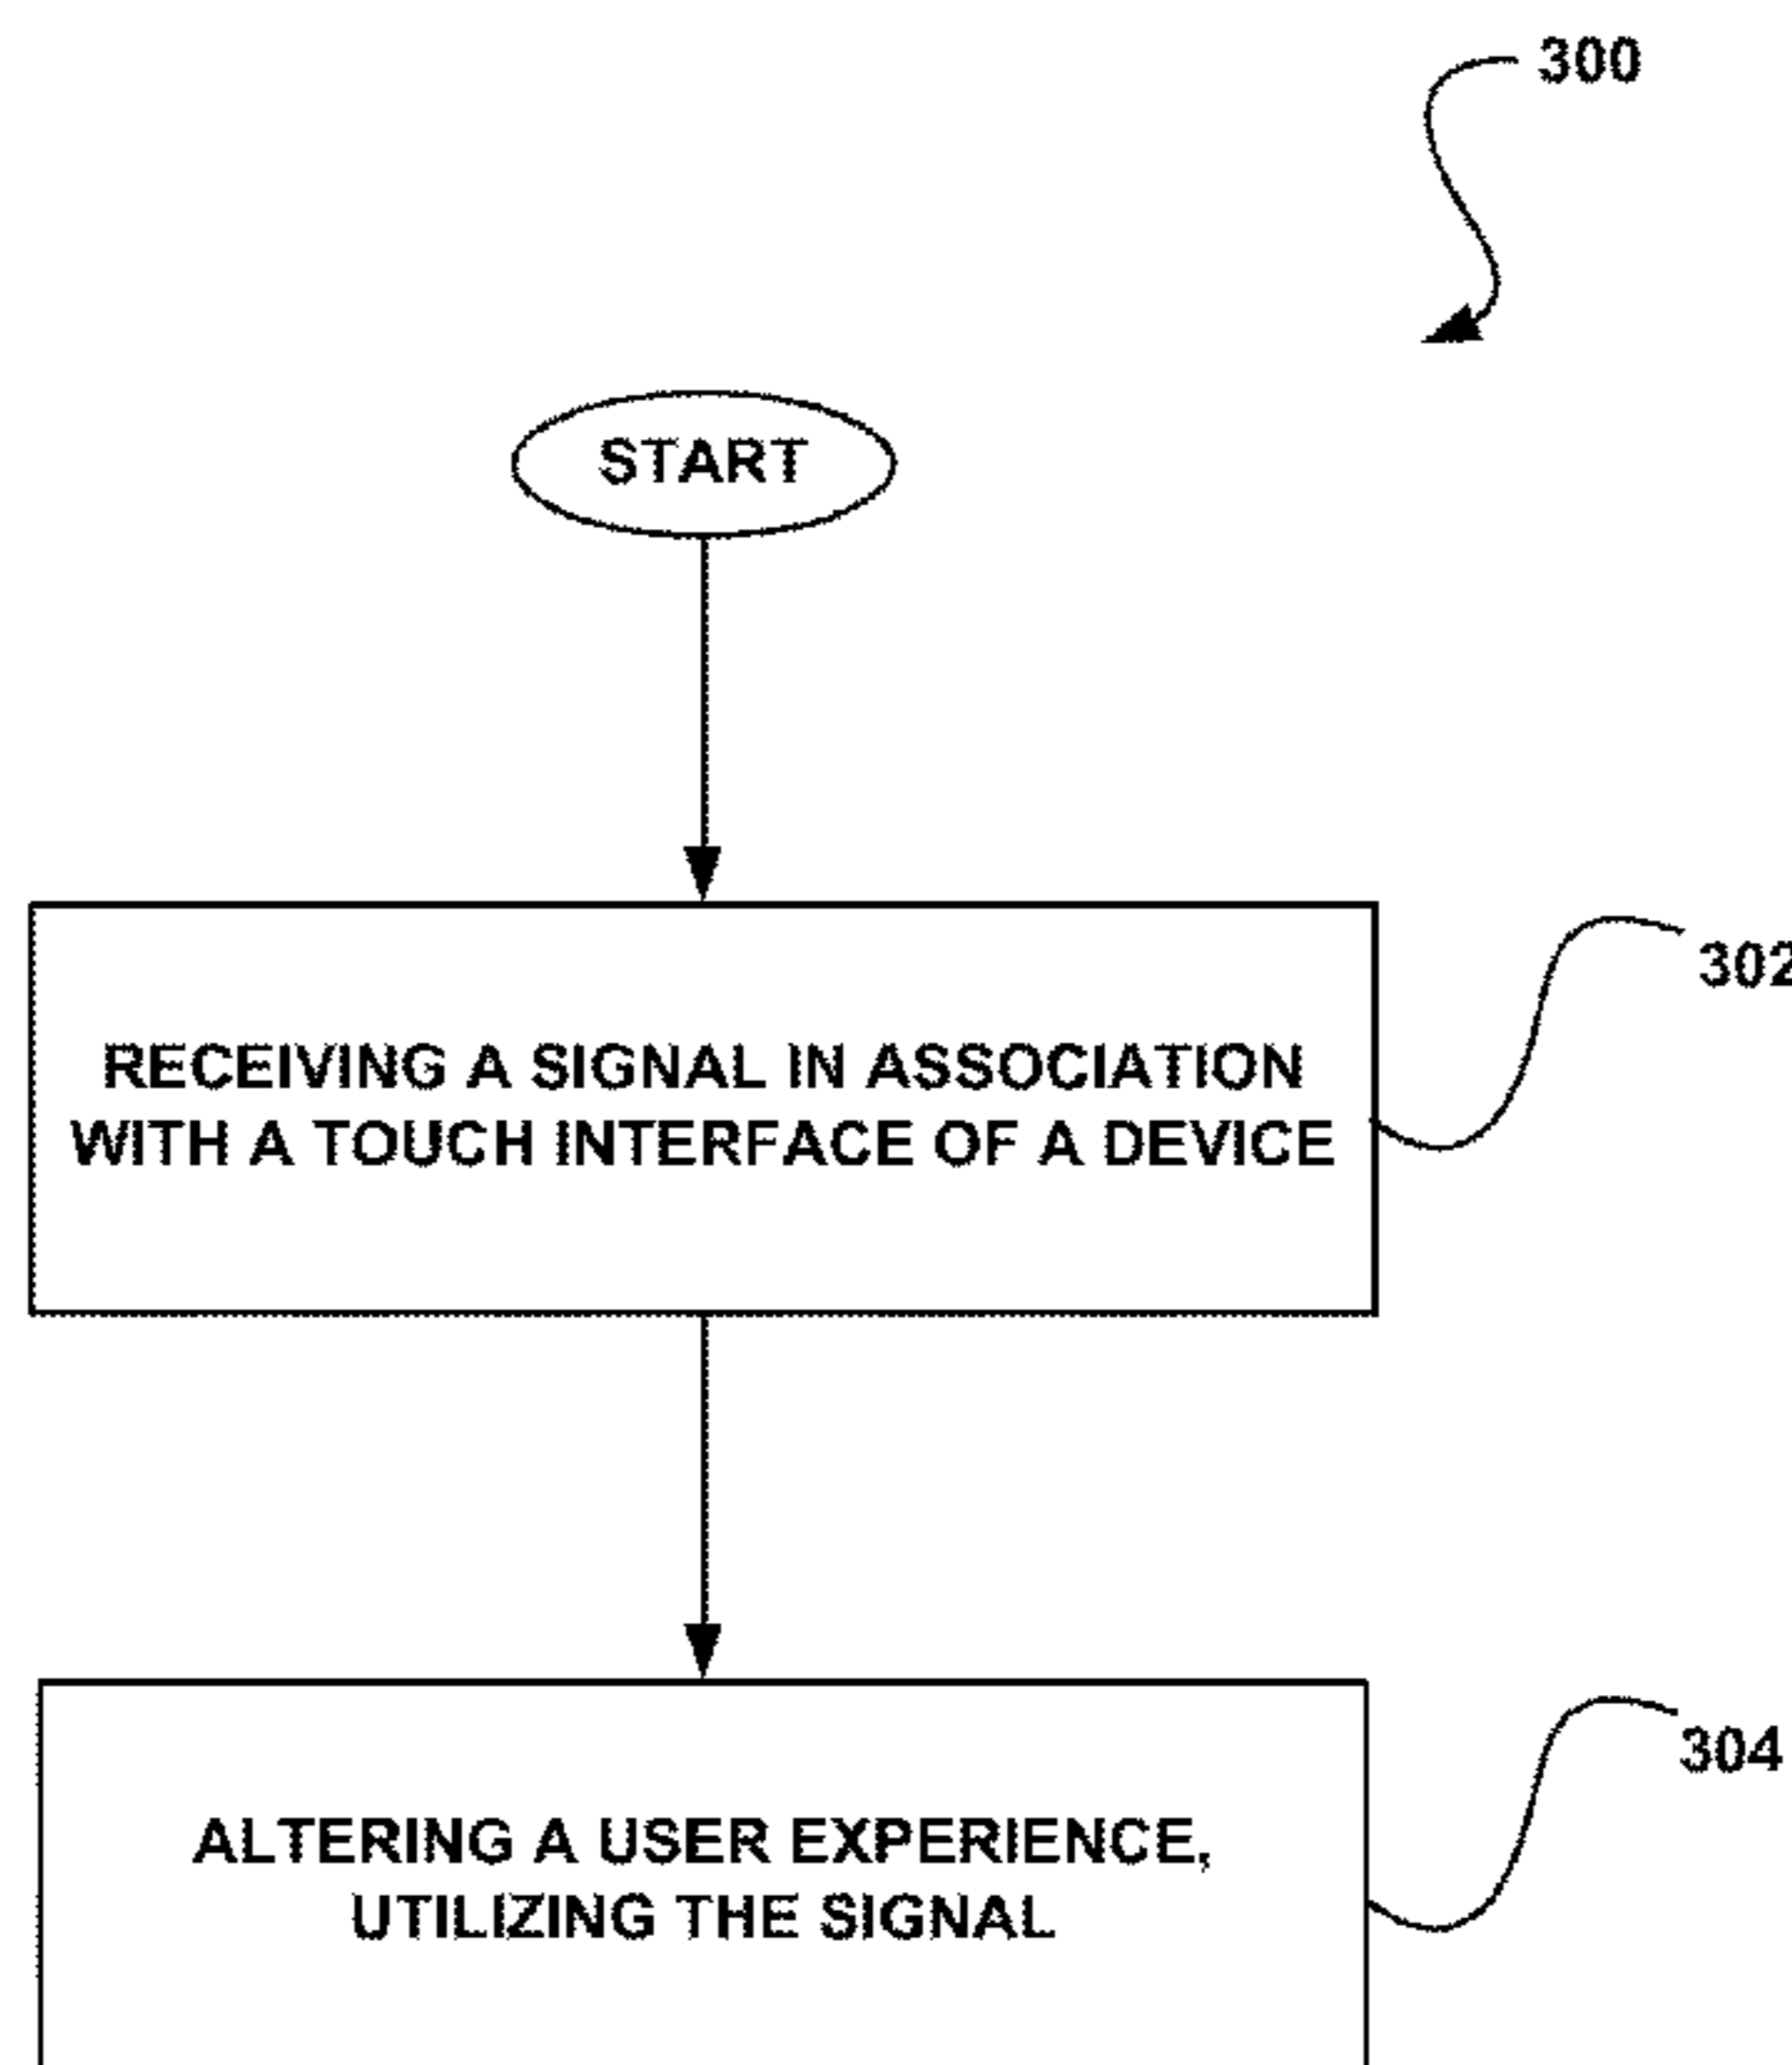 300
START
302
RECEIVING A SIGNAL IN ASSOCIATION
WITH A TOUCH INTERFACE OF A DEVICE
304
ALTERING A USER EXPERIENCE,
UTILIZING THE SIGNAL